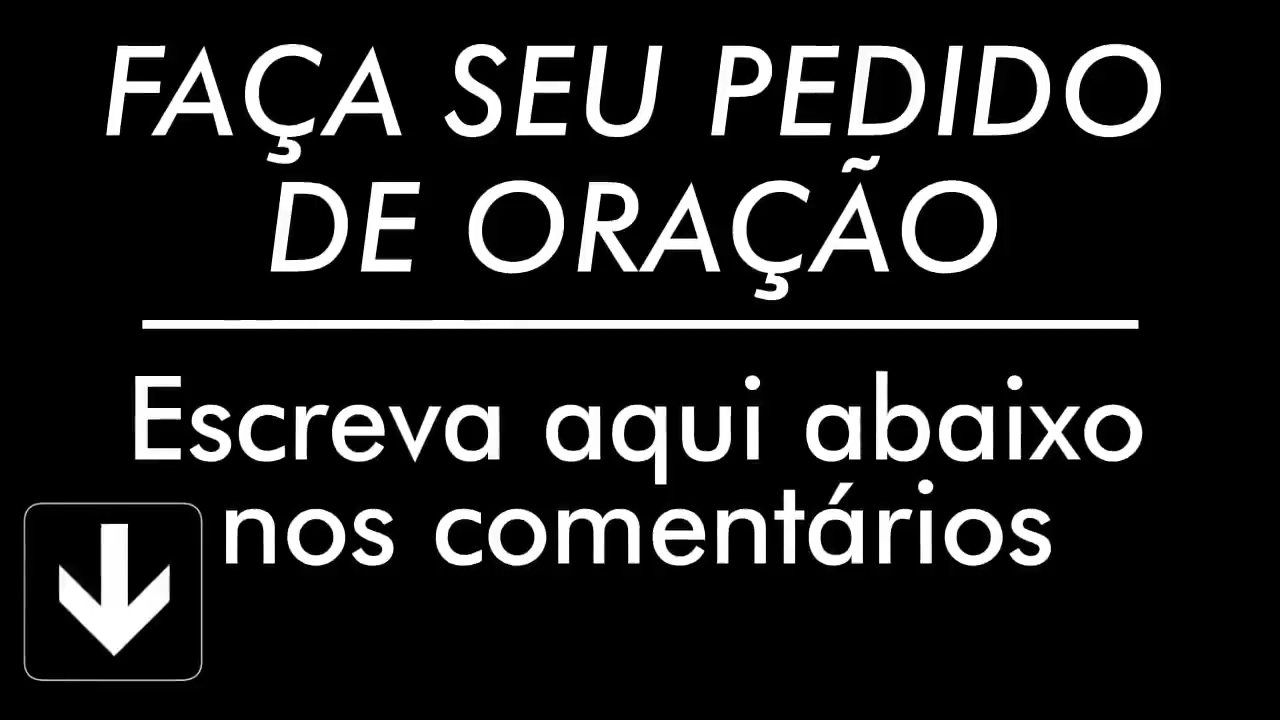 FAÇA SEU PEDIDO
DE ORAÇÃO
Escreva aqui abaixo
nos comentários